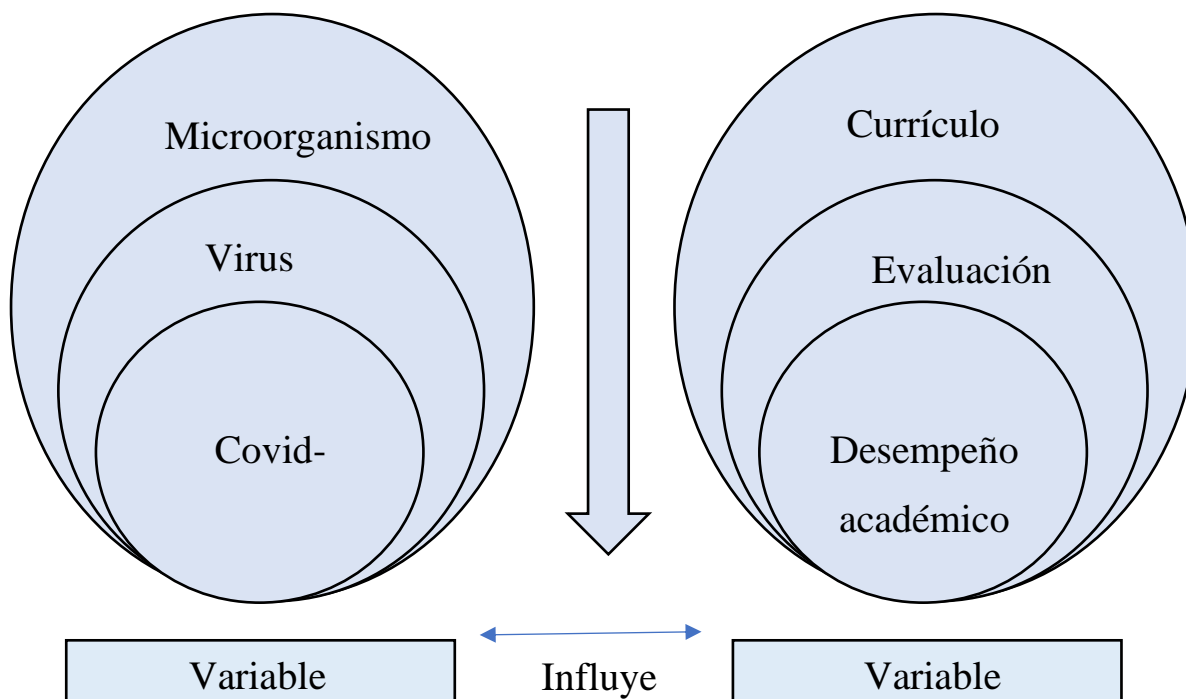 Microorganismo
Virus
Covid-
Currículo
Evaluación
Desempeño
académico
Variable
Influye
Variable